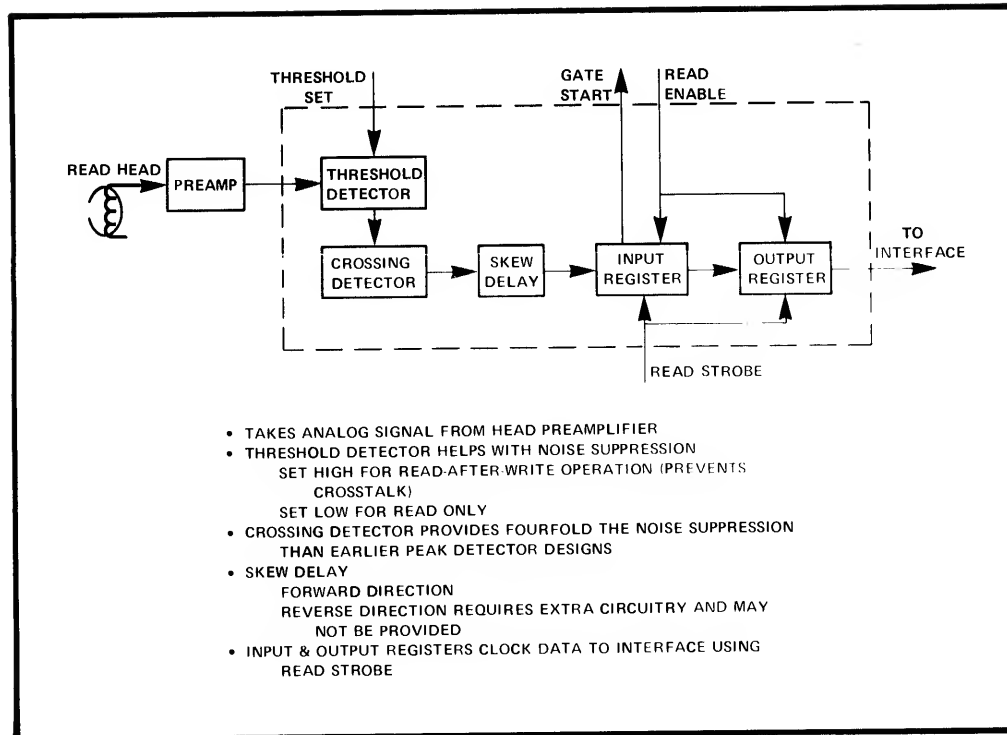 THRESHOLD
SET
GATE
START
READ
ENABLE
READ HEAD
PREAMP
THRESHOLD
DETECTOR
CROSSING
DETECTOR
SKEW
DELAY
INPUT
REGISTER
OUTPUT
REGISTER
TO
INTERFACE
READ STROBE
• TAKES ANALOG SIGNAL FROM HEAD PREAMPLIFIER
• THRESHOLD DETECTOR HELPS WITH NOISE SUPPRESSION
SET HIGH FOR READ-AFTER-WRITE OPERATION (PREVENTS
CROSSTALK)
SET LOW FOR READ ONLY
• CROSSING DETECTOR PROVIDES FOURFOLD THE NOISE SUPPRESSION
THAN EARLIER PEAK DETECTOR DESIGNS
• SKEW DELAY
FORWARD DIRECTION
REVERSE DIRECTION REQUIRES EXTRA CIRCUITRY AND MAY
NOT BE PROVIDED
• INPUT & OUTPUT REGISTERS CLOCK DATA TO INTERFACE USING
READ STROBE